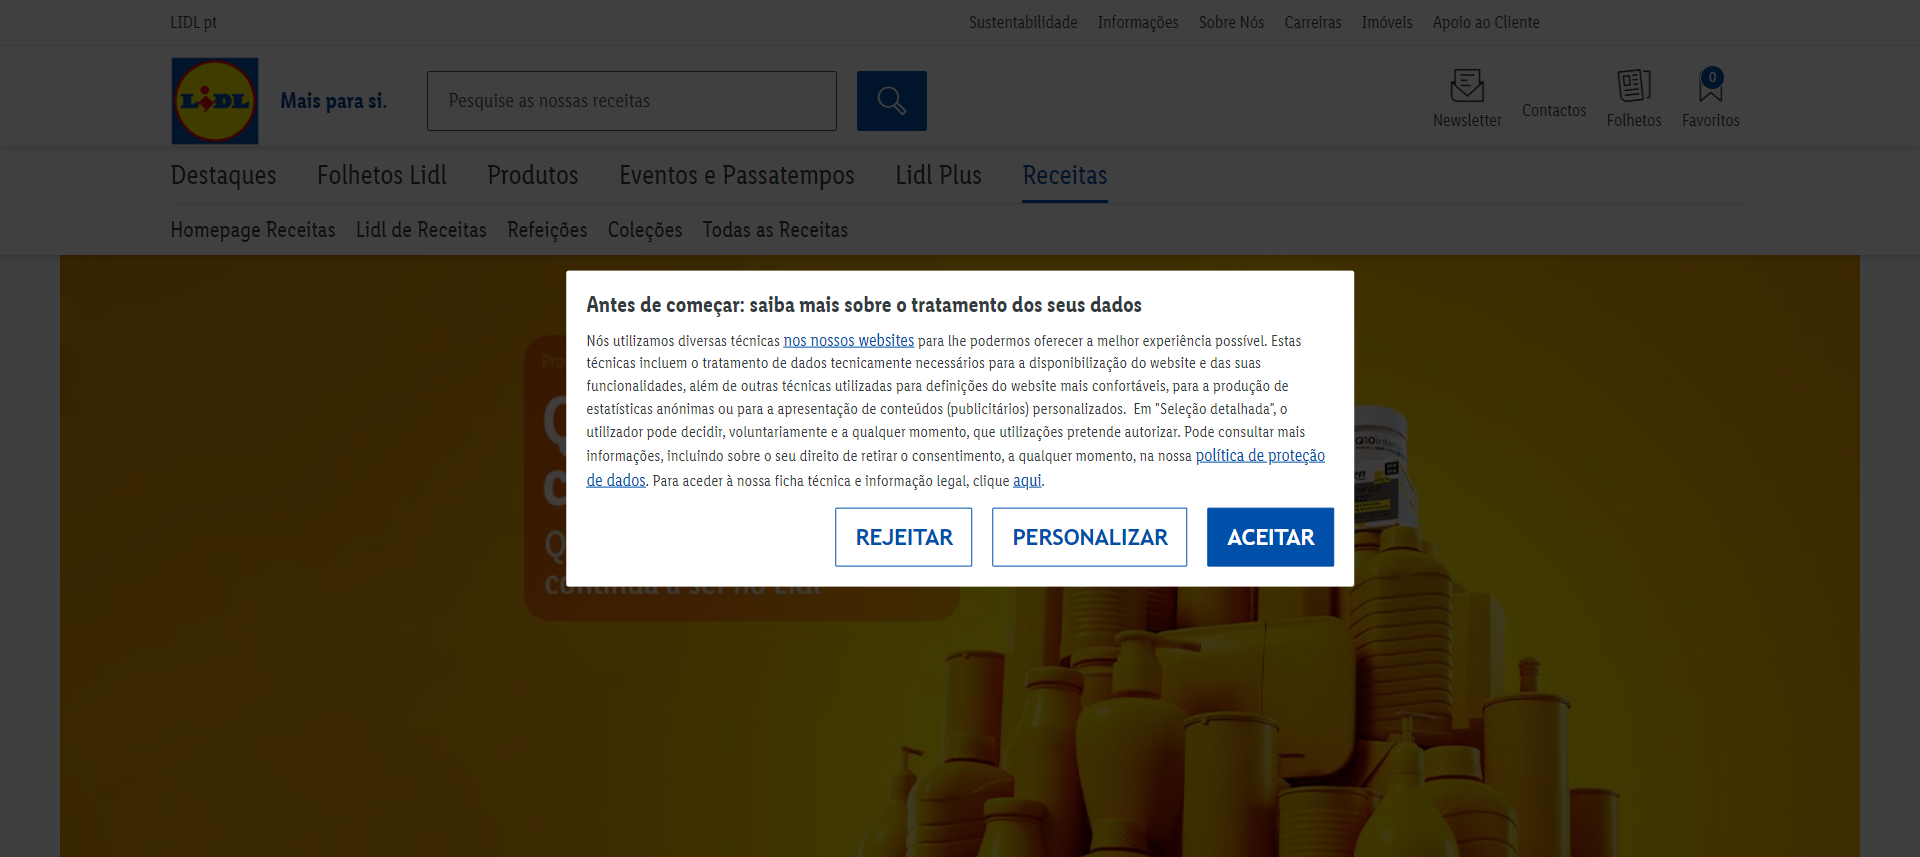 LIDL pt
Sustentabilidade Informações Sobre Nós Carreiras Imóveis Apoio ao Cliente
LIDL
Mais para si.
Pesquise as nossas receitas
Newsletter
Contactos
Folhetos
0
Favoritos
Destaques Folhetos Lidl Produtos Eventos e Passatempos Lidl Plus Receitas
Homepage Receitas Lidl de Receitas Refeições Coleções Todas as Receitas
Antes de começar: saiba mais sobre o tratamento dos seus dados
Nós utilizamos diversas técnicas nos nossos websites para lhe podermos oferecer a melhor experiência possível. Estas
técnicas incluem o tratamento de dados tecnicamente necessários para a disponibilização do website e das suas
funcionalidades, além de outras técnicas utilizadas para definições do website mais confortáveis, para a produção de
estatísticas anónimas ou para a apresentação de conteúdos (publicitários) personalizados. Em "Seleção detalhada", o
utilizador pode decidir, voluntariamente e a qualquer momento, que utilizações pretende autorizar. Pode consultar mais
informações, incluindo sobre o seu direito de retirar o consentimento, a qualquer momento, na nossa política de proteção
de dados. Para aceder à nossa ficha técnica e informação legal, clique aqui.
REJEITAR PERSONALIZAR ACEITAR
continua a ser no Lidl